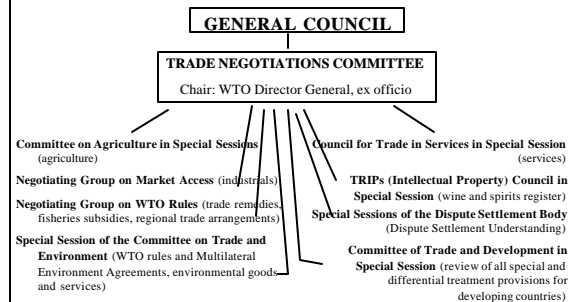 GENERAL COUNCIL
TRADE NEGOTIATIONS COMMITTEE
Chair: WTO Director General, ex officio
Committee on Agriculture in Special Sessions
(agriculture)
Negotiating Group on Market Access (industrials)
Negotiating Group on WTO Rules (trade remedies,
fisheries subsidies, regional trade arrangements)
Special Session of the Committee on Trade and
Environment (WTO rules and Multilateral
Environment Agreements, environmental goods
and services)
Council for Trade in Services in Special Session
(services)
TRIPs (Intellectual Property) Council in
Special Session (wine and spirits register)
Special Sessions of the Dispute Settlement Body
(Dispute Settlement Understanding)
Committee of Trade and Development in
Special Session (review of all special and
differential treatment provisions for
developing countries)